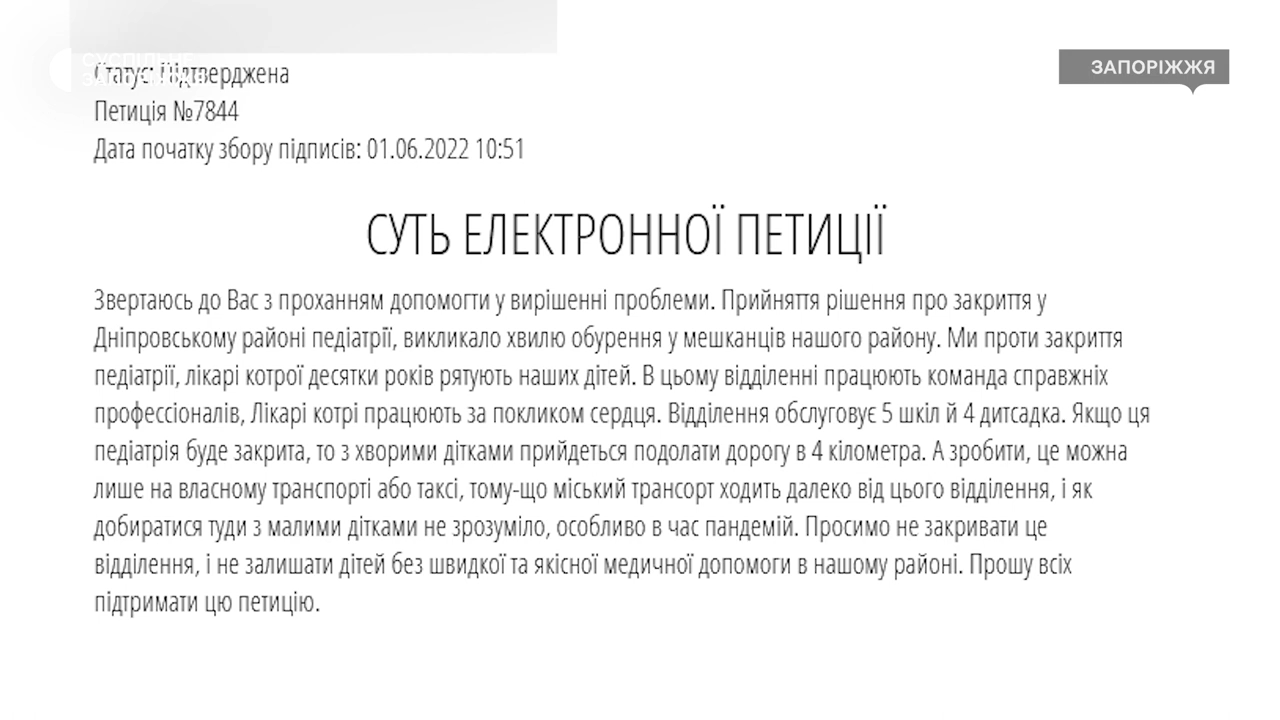 СУСПІЛЬНЕ
ЗАПОРІЖЖЯ
Статус: Підтверджена
Петиція №7844
Дата початку збору підписів: 01.06.2022 10:51
СУТЬ ЕЛЕКТРОННОЇ ПЕТИЦІЇ
Звертаюсь до Вас з проханням допомогти у вирішенні проблеми. Прийняття рішення про закриття у
Дніпровському районі педіатрії, викликало хвилю обурення у мешканців нашого району. Ми проти закриття
педіатрії, лікарі котрої десятки років рятують наших дітей. В цьому відділенні працюють команда справжніх
профессіоналів, Лікарі котрі працюють за покликом сердця. Відділення обслуговує 5 шкіл й 4 дитсадка. Якщо ця
педіатрія буде закрита, то з хворими дітками прийдеться подолати дорогу в 4 кілометра. А зробити, це можна
лише на власному транспорті або таксі, тому-що міський трансорт ходить далеко від цього відділення, і як
добиратися туди з малими дітками не зрозуміло, особливо в час пандемій. Просимо не закривати це
відділення, і не залишати дітей без швидкої та якісної медичної допомоги в нашому районі. Прошу всіх
підтримати цю петицію.